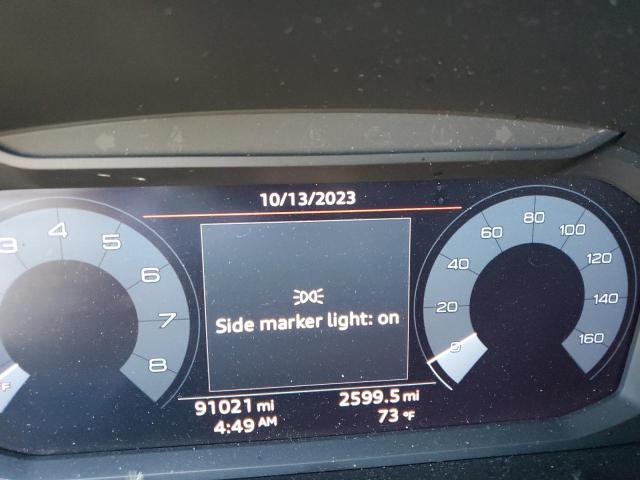 10/13/2023
3 4 5 6 7 8
Side marker light: on
20 40 60 80 100 120 140 160
91021 mi
2599.5 mi
4:49 AM
73 °F